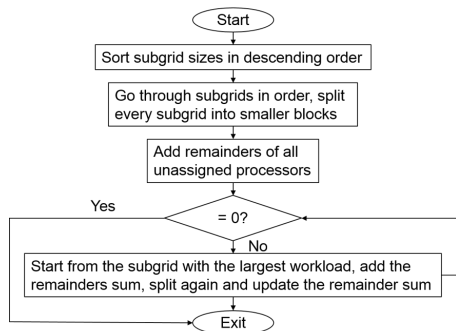 Start
Sort subgrid sizes in descending order
Go through subgrids in order, split
every subgrid into smaller blocks
Add remainders of all
unassigned processors
Yes
= 0?
No
Start from the subgrid with the largest workload, add the
remainders sum, split again and update the remainder sum
Exit